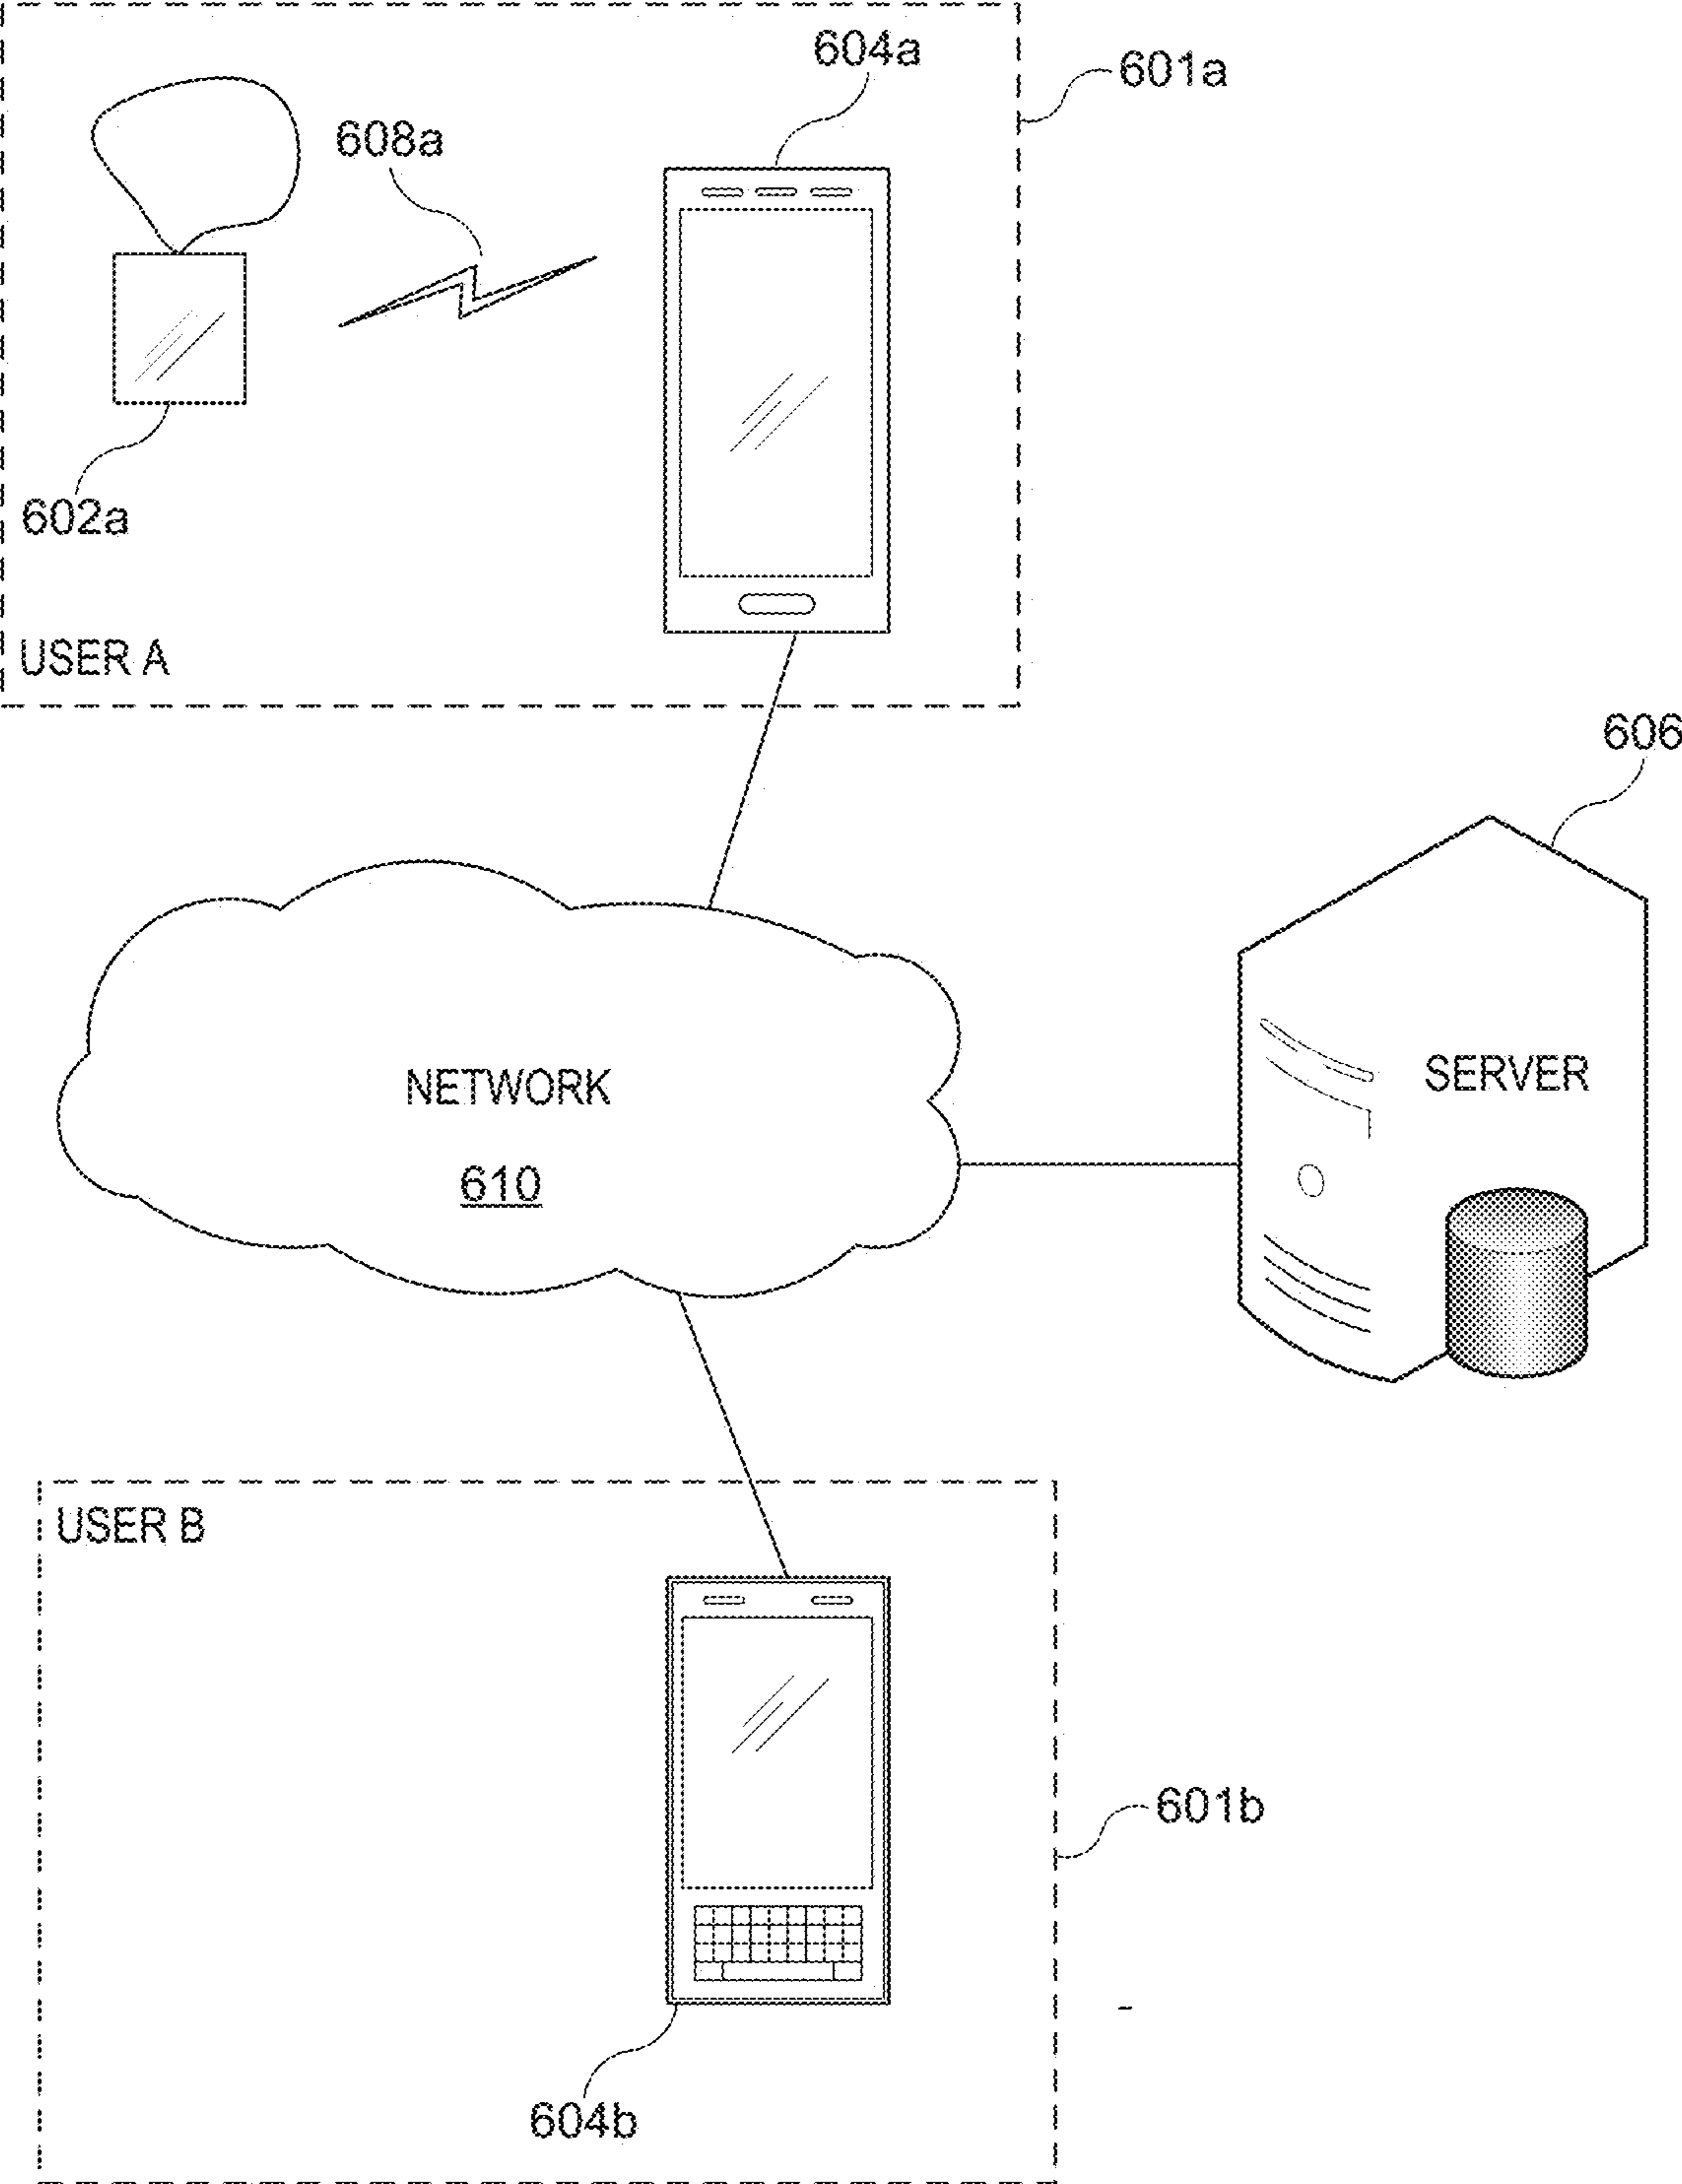 604a
601a
608a
602a
USER A
606
NETWORK
SERVER
610
USER B
601b
604b